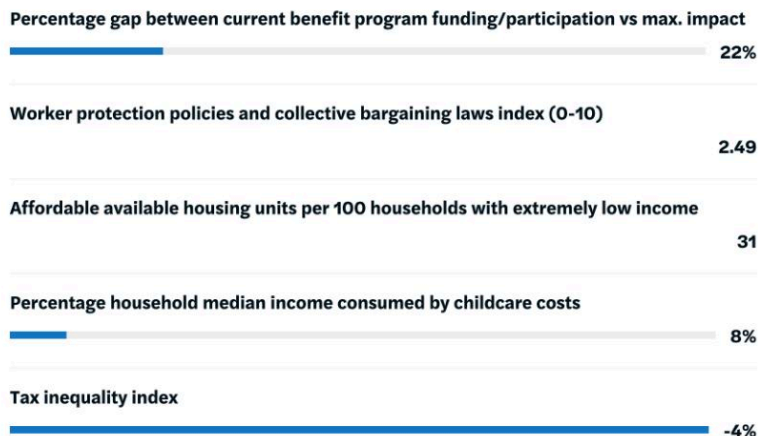 Percentage gap between current benefit program funding/participation vs max. impact
22%
Worker protection policies and collective bargaining laws index (0-10)
2.49
Affordable available housing units per 100 households with extremely low income
31
Percentage household median income consumed by childcare costs
8%
Tax inequality index
-4%